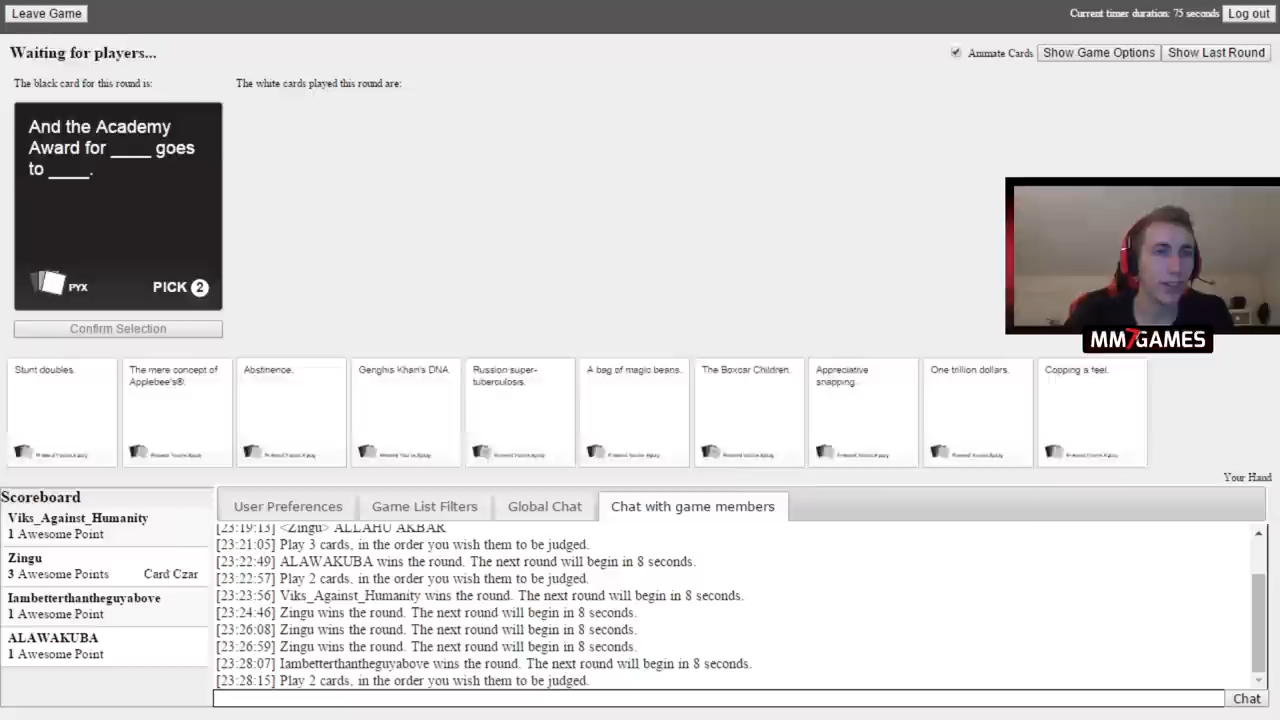 Leave Game
Current timer duration: 75 seconds
Log out
Waiting for players...
Animate Cards
Show Game Options
Show Last Round
The black card for this round is:
The white cards played this round are:
And the Academy
Award for ____ goes
to ____.
PYX
PICK 2
Confirm Selection
MM7GAMES
Stunt doubles.
The mere concept of
Applebee's®.
Abstinence.
Genghis Khan's DNA.
Russian super-
tuberculosis.
A bag of magic beans.
The Boxcar Children.
Appreciative
snapping.
One trillion dollars.
Copping a feel.
Your Hand
Scoreboard
Viks_Against_Humanity
1 Awesome Point
Zingu
3 Awesome Points
Card Czar
Iambetterthantheguyabove
1 Awesome Point
ALAWAKUBA
1 Awesome Point
User Preferences
Game List Filters
Global Chat
Chat with game members
[23:19:13] <Zingu> ALLAHU AKBAR
[23:21:05] Play 3 cards, in the order you wish them to be judged.
[23:22:49] ALAWAKUBA wins the round. The next round will begin in 8 seconds.
[23:22:57] Play 2 cards, in the order you wish them to be judged.
[23:23:56] Viks_Against_Humanity wins the round. The next round will begin in 8 seconds.
[23:24:46] Zingu wins the round. The next round will begin in 8 seconds.
[23:26:08] Zingu wins the round. The next round will begin in 8 seconds.
[23:26:59] Zingu wins the round. The next round will begin in 8 seconds.
[23:28:07] Iambetterthantheguyabove wins the round. The next round will begin in 8 seconds.
[23:28:15] Play 2 cards, in the order you wish them to be judged.
Chat